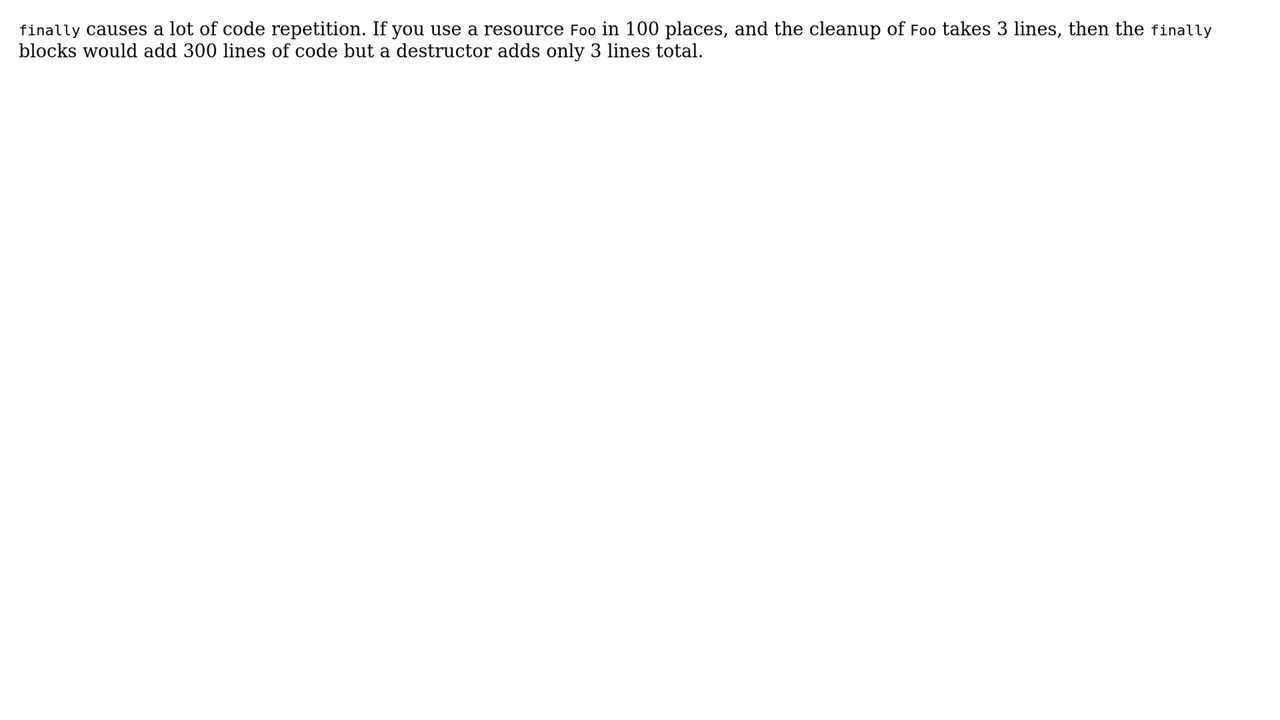 finally causes a lot of code repetition. If you use a resource Foo in 100 places, and the cleanup of Foo takes 3 lines, then the finally
blocks would add 300 lines of code but a destructor adds only 3 lines total.